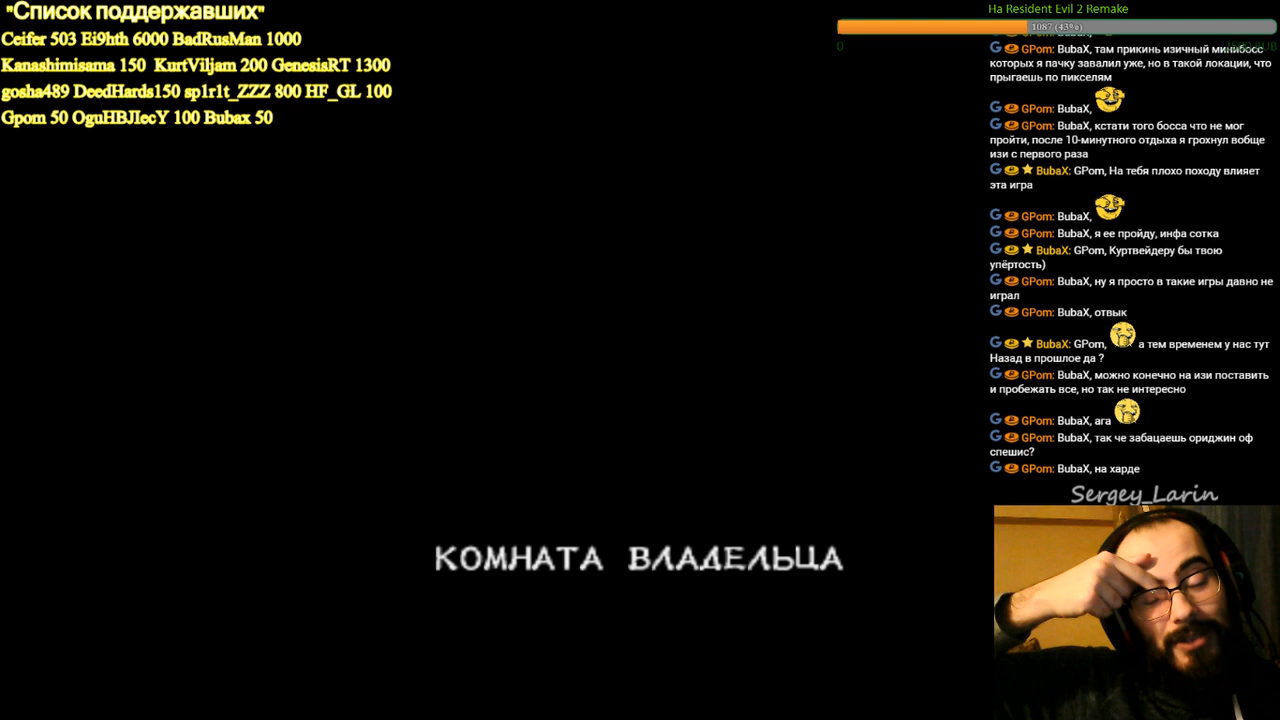 "Список поддержавших"
Ceifer 503 Ei9hth 6000 BadRusMan 1000
Kanashimisama 150 KurtViljam 200 GenesisRT 1300
gosha489 DeedHards150 sp1r1t_ZZZ 800 HF_GL 100
Gpom 50 OguHBJIecY 100 Bubax 50
На Resident Evil 2 Remake
1087 (43%)
0
GPom: BubaX, там прикинь изичный минибосс
которых я пачку завалил уже, но в такой локации, что
прыгаешь по пикселям
GPom: BubaX,
GPom: BubaX, кстати того босса что не мог
пройти, после 10-минутного отдыха я грохнул вобще
изи с первого раза
BubaX: GPom, На тебя плохо походу влияет
эта игра
GPom: BubaX,
GPom: BubaX, я ее пройду, инфа сотка
BubaX: GPom, Куртвейдеру бы твою
упёртость)
GPom: BubaX, ну я просто в такие игры давно не
играл
GPom: BubaX, отвык
BubaX: GPom, а тем временем у нас тут
Назад в прошлое да ?
GPom: BubaX, можно конечно на изи поставить
и пробежать все, но так не интересно
GPom: BubaX, ага
GPom: BubaX, так че забацаешь ориджин оф
спешис?
GPom: BubaX, на харде
Sergey_Larin
КОМНАТА ВЛАДЕЛЬЦА